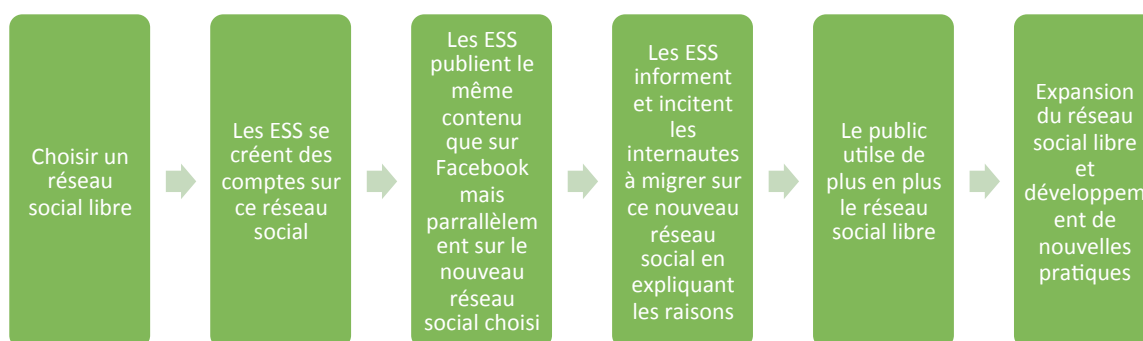 Choisir un
réseau
social libre
Les ESS se
créent des
comptes sur
ce réseau
social
Les ESS
publient le
même
contenu
que sur
Facebook
mais
parrallèlem
ent sur le
nouveau
réseau
social choisi
Les ESS
informent
et incitent
les
internautes
à migrer sur
ce nouveau
réseau
social en
expliquant
les raisons
Le public
utilse de
plus en plus
le réseau
social libre
Expansion
du réseau
social libre
et
développem
ent de
nouvelles
pratiques